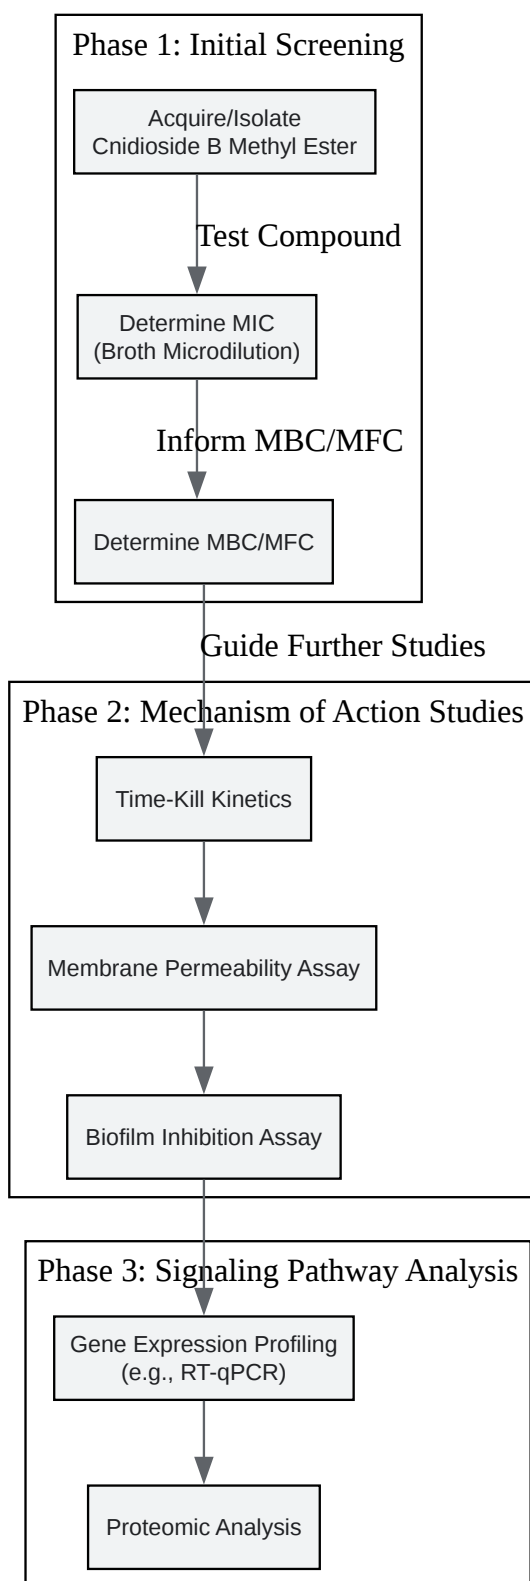 Phase 1: Initial Screening
Acquire/Isolate
Cnidioside B Methyl Ester
Test Compound
Determine MIC
(Broth Microdilution)
Inform MBC/MFC
Determine MBC/MFC
Guide Further Studies
Phase 2: Mechanism of Action Studies
Time-Kill Kinetics
Membrane Permeability Assay
Biofilm Inhibition Assay
Phase 3: Signaling Pathway Analysis
Gene Expression Profiling
(e.g., RT-qPCR)
Proteomic Analysis